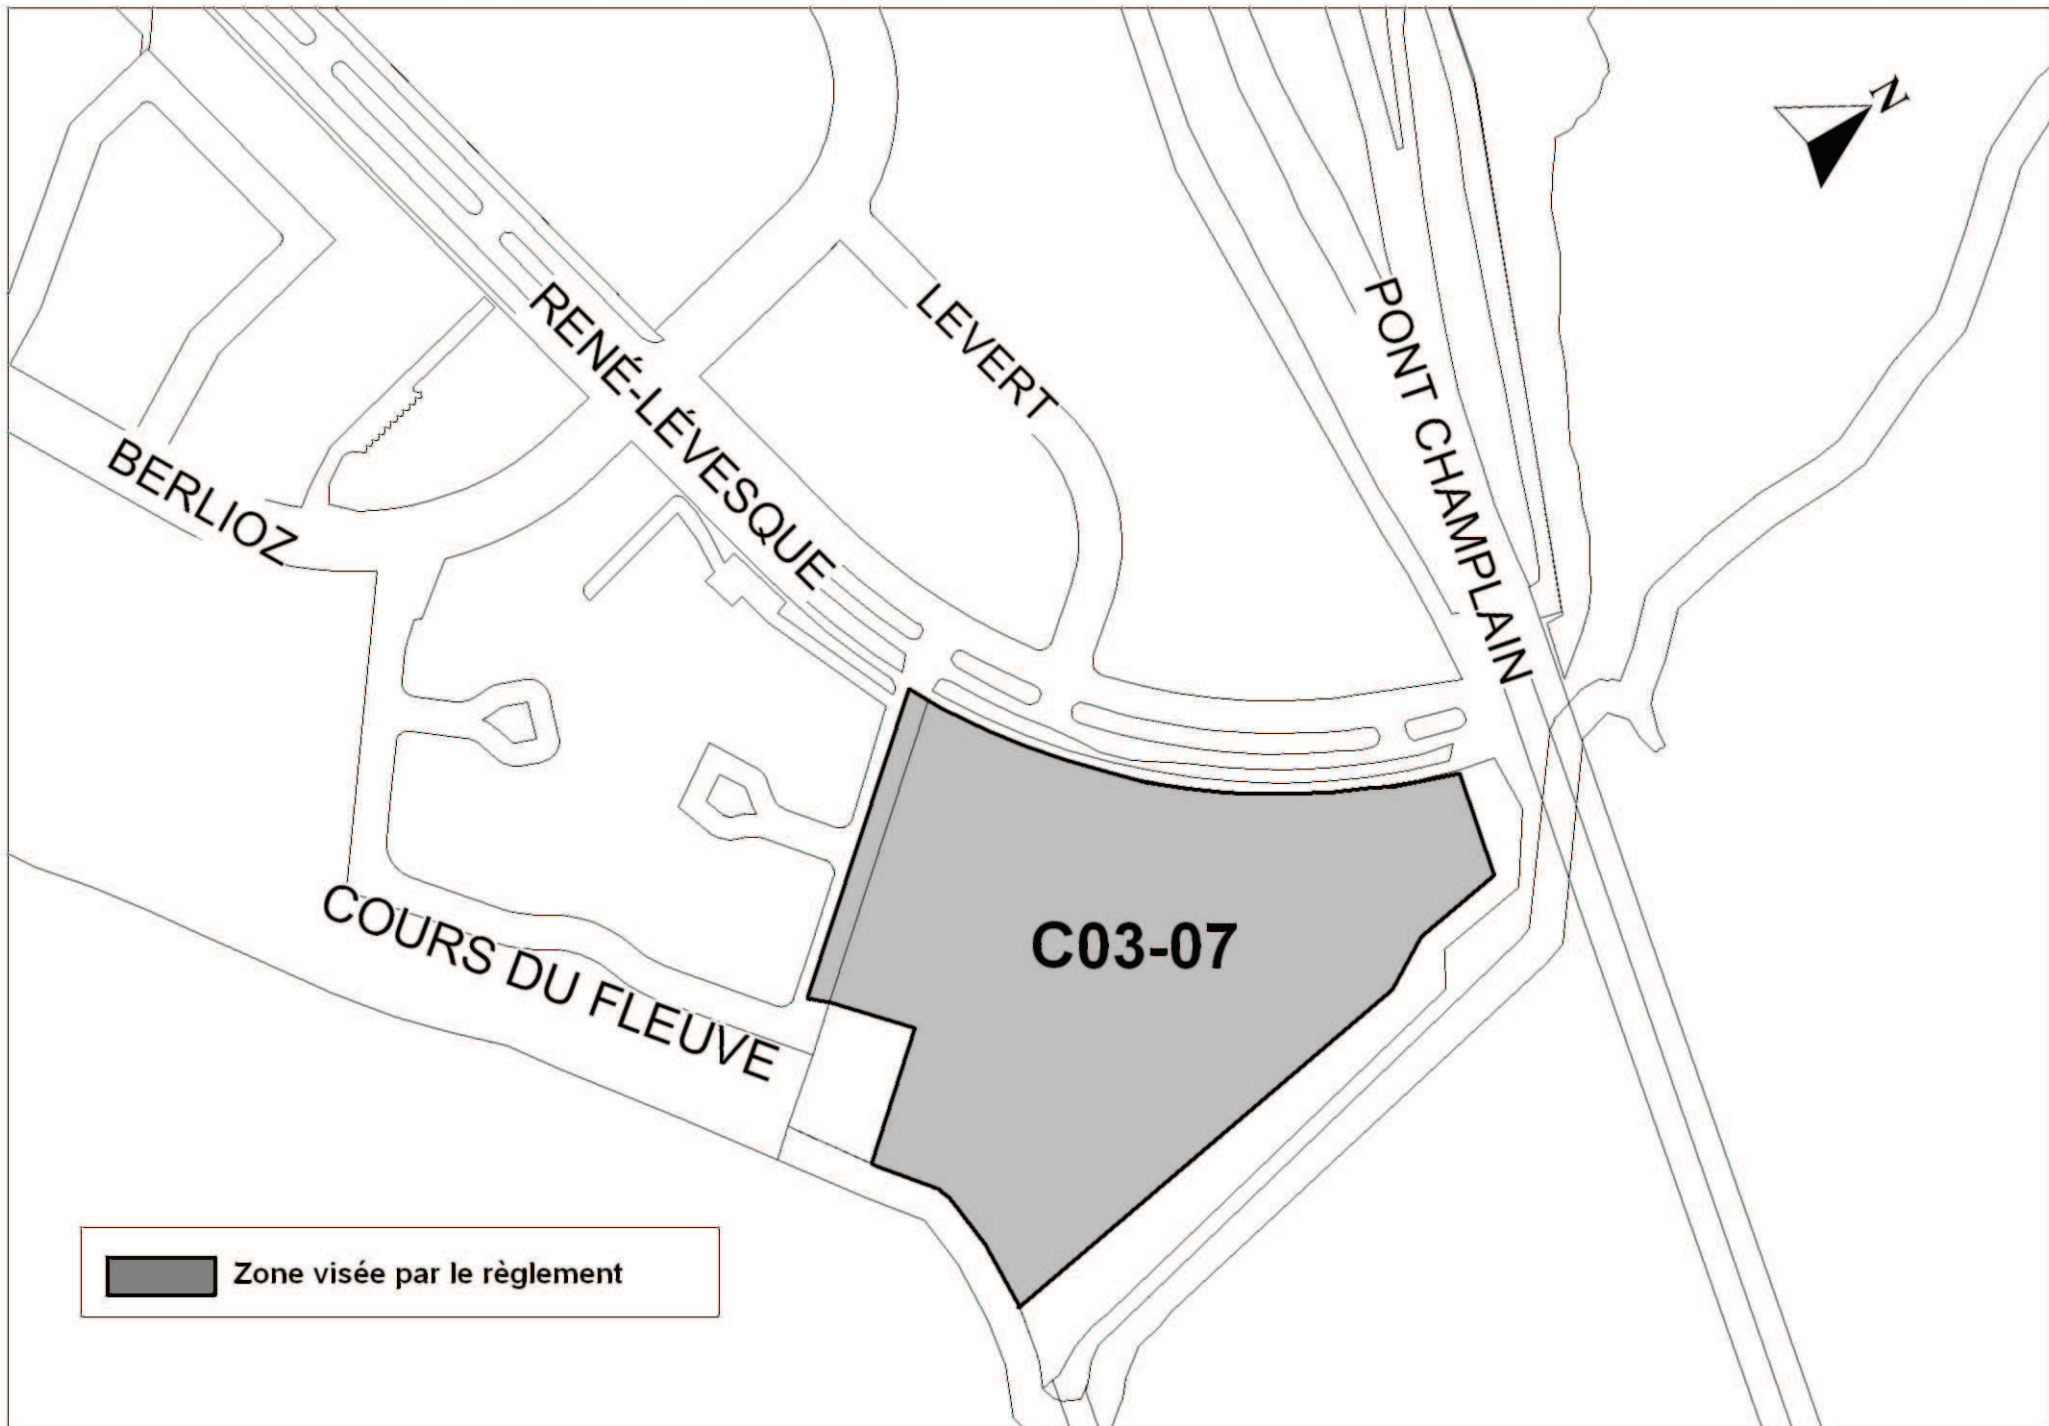 N
RENÉ-LÉVESQUE
LEVERT
PONT CHAMPLAIN
BERLIOZ
COURS DU FLEUVE
C03-07
Zone visée par le règlement